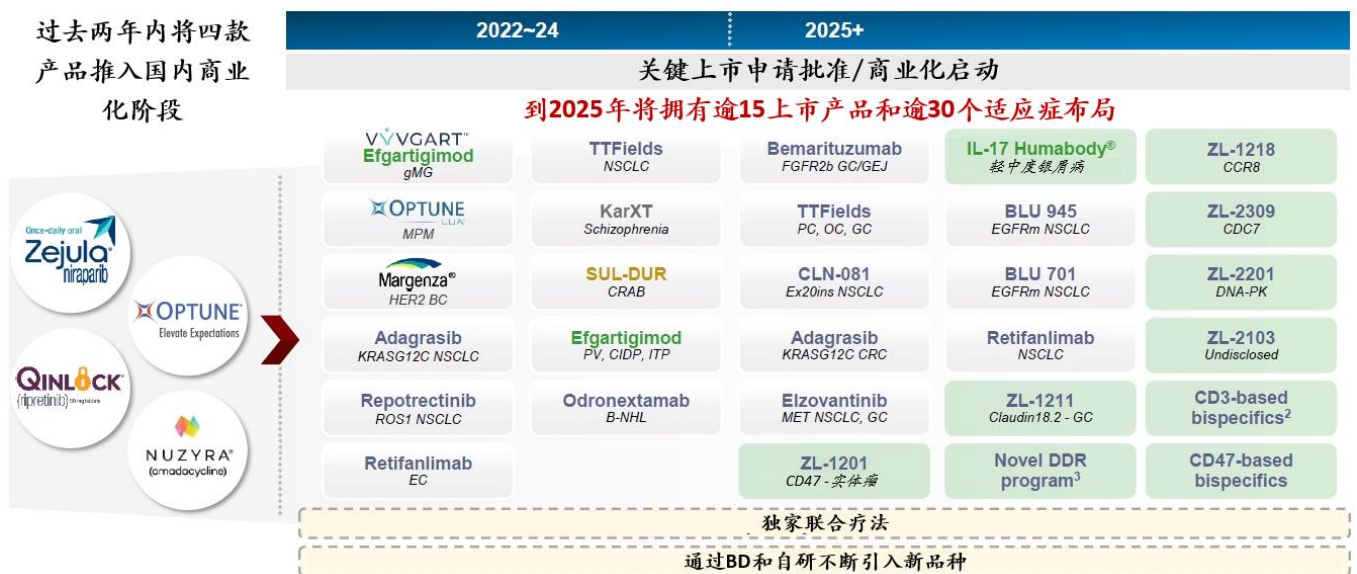 过去两年内将四款
产品推入国内商业
化阶段
2022~24
2025+
关键上市申请批准/商业化启动
到2025年将拥有逾15上市产品和逾30个适应症布局
Once-daily oral
Zejula®
niraparib
OPTUNE®
Elevate Expectations
QINLOCK®
(ripretinib) 50 mg tablets
NUZYRA®
(omadacycline)
VYVGART™
Efgartigimod
gMG
TTFields
NSCLC
Bemarituzumab
FGFR2b GC/GEJ
IL-17 Humabody®
轻中度银屑病
ZL-1218
CCR8
OPTUNE
LUA
MPM
KarXT
Schizophrenia
TTFields
PC, OC, GC
BLU 945
EGFRm NSCLC
ZL-2309
CDC7
Margenza®
HER2 BC
SUL-DUR
CRAB
CLN-081
Ex20ins NSCLC
BLU 701
EGFRm NSCLC
ZL-2201
DNA-PK
Adagrasib
KRASG12C NSCLC
Efgartigimod
PV, CIDP, ITP
Adagrasib
KRASG12C CRC
Retifanlimab
NSCLC
ZL-2103
Undisclosed
Repotrectinib
ROS1 NSCLC
Odronextamab
B-NHL
Elzovantinib
MET NSCLC, GC
ZL-1211
Claudin18.2 - GC
CD3-based
bispecifics²
Retifanlimab
EC
ZL-1201
CD47 - 实体瘤
Novel DDR
program³
CD47-based
bispecifics
独家联合疗法
通过BD和自研不断引入新品种